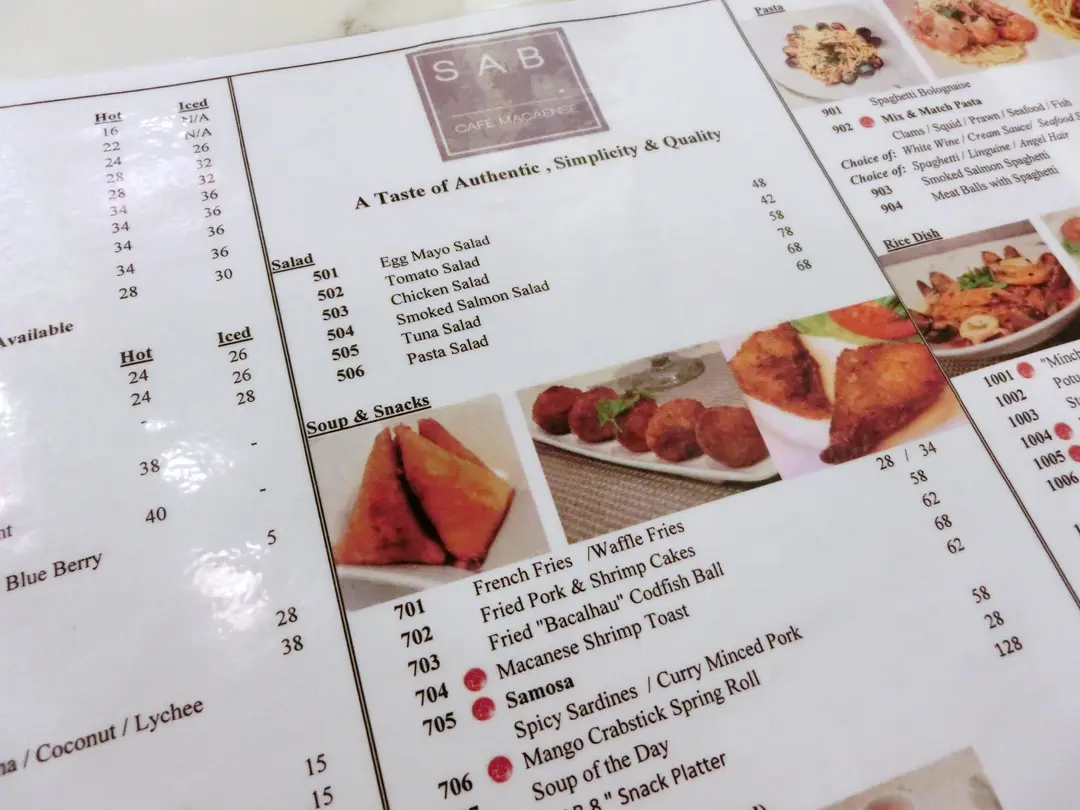 Hot Iced
16 N/A
22 N/A
24 26
28 32
28 32
34 36
34 36
34 36
34 36
28 30
Available
Hot Iced
24 26
24 26
- 28
38 -
40 -
Blue Berry 5
28
38
/ Coconut / Lychee
15
15
SAB
CAFE MACAENSE
A Taste of Authentic , Simplicity & Quality
Salad
501 Egg Mayo Salad 48
502 Tomato Salad 42
503 Chicken Salad 58
504 Smoked Salmon Salad 78
505 Tuna Salad 68
506 Pasta Salad 68
Soup & Snacks
701 French Fries /Waffle Fries 28 / 34
702 Fried Pork & Shrimp Cakes 58
703 Fried "Bacalhau" Codfish Ball 62
704 Macanese Shrimp Toast 68
705 Samosa 62
Spicy Sardines / Curry Minced Pork
706 Mango Crabstick Spring Roll 58
Soup of the Day 28
8 " Snack Platter 128
Pasta
901 Spaghetti Bolognaise
902 Mix & Match Pasta
Clams / Squid / Prawn / Seafood / Fish
Choice of: White Wine / Cream Sauce/ Seafood
Choice of: Spaghetti / Linguine / Angel Hair
903 Smoked Salmon Spaghetti
904 Meat Balls with Spaghetti
Rice Dish
1001 "Minch
1002
1003
1004
1005
1006